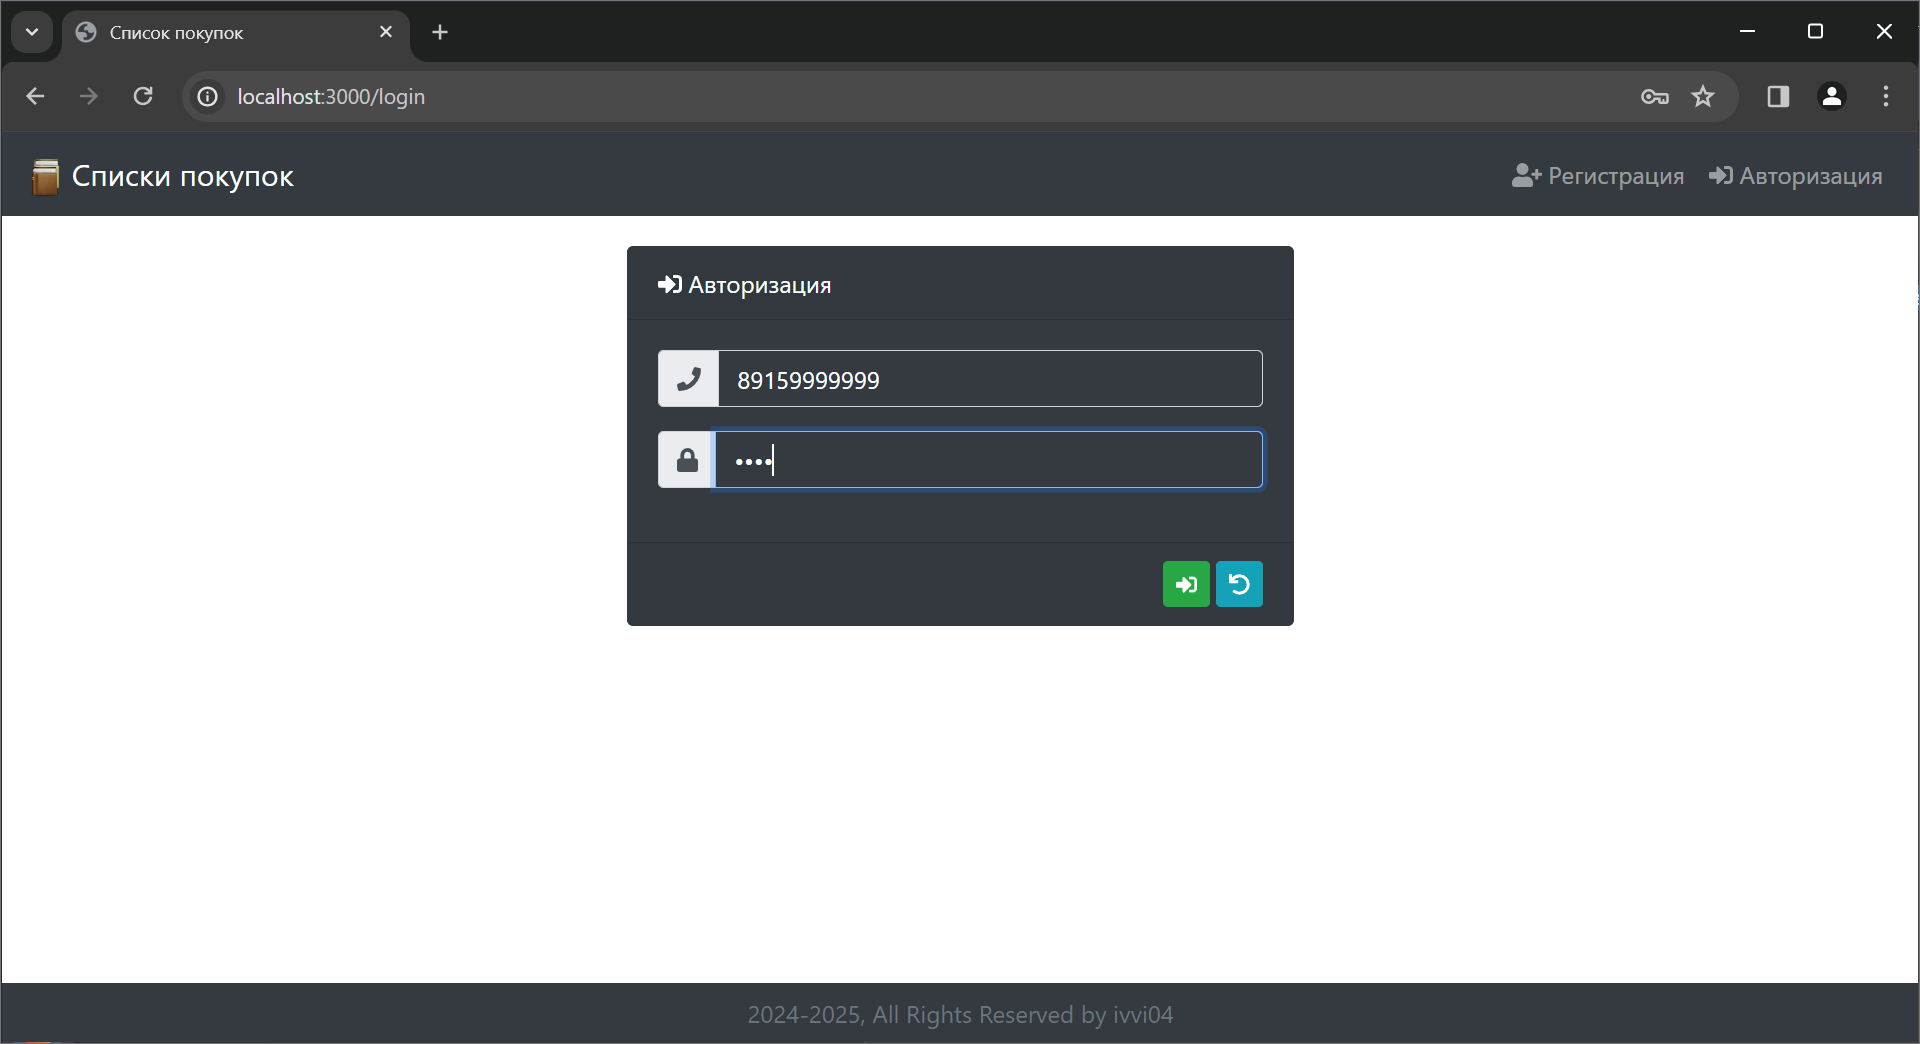 Список покупок
localhost:3000/login
Списки покупок
Регистрация
Авторизация
Авторизация
89159999999
••••
2024-2025, All Rights Reserved by ivvi04